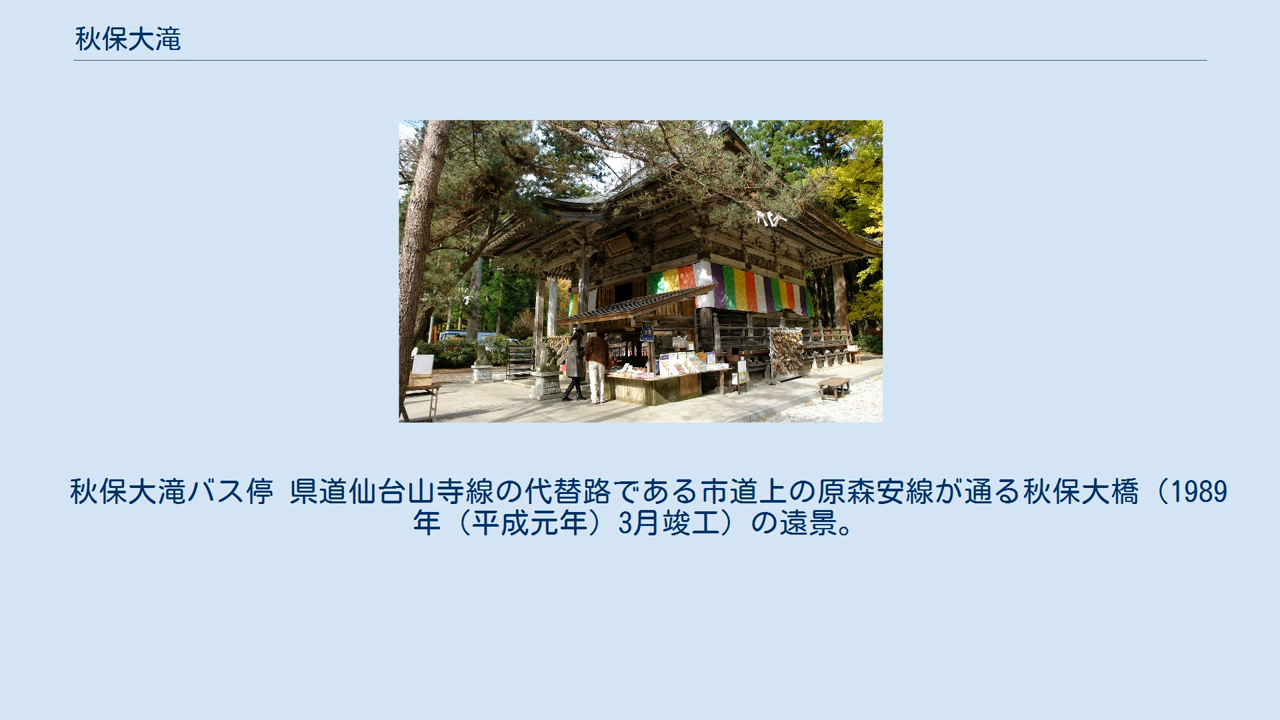 秋保大滝
秋保大滝バス停 県道仙台山寺線の代替路である市道上の原森安線が通る秋保大橋（1989
年（平成元年）3月竣工）の遠景。